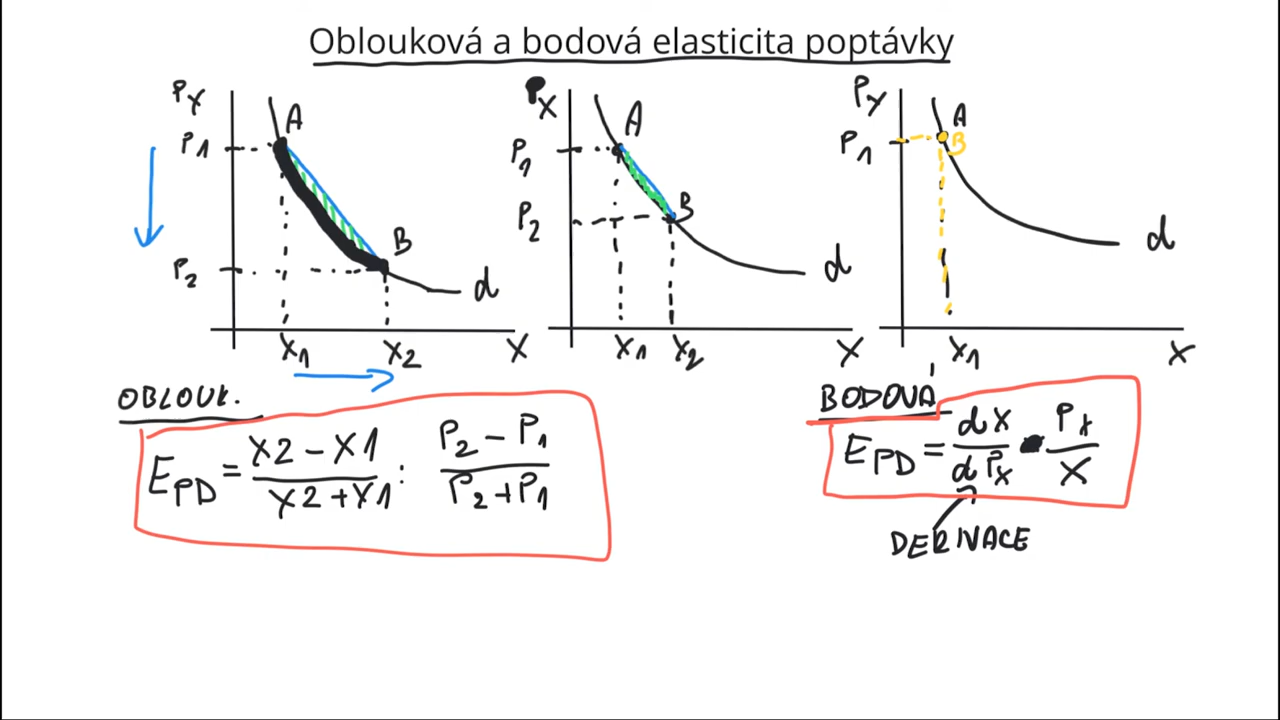 Oblouková a bodová elasticita poptávky
PX
A
P1
B
P2
d
X1
X2
X
PX
A
P1
B
P2
d
X1
X2
X
PY
A
B
P1
d
X1
X
OBLOUK.
EPD = X2 - X1 / X2 + X1 : P2 - P1 / P2 + P1
BODOVÁ
EPD = dX / dPX • PX / X
DERIVACE